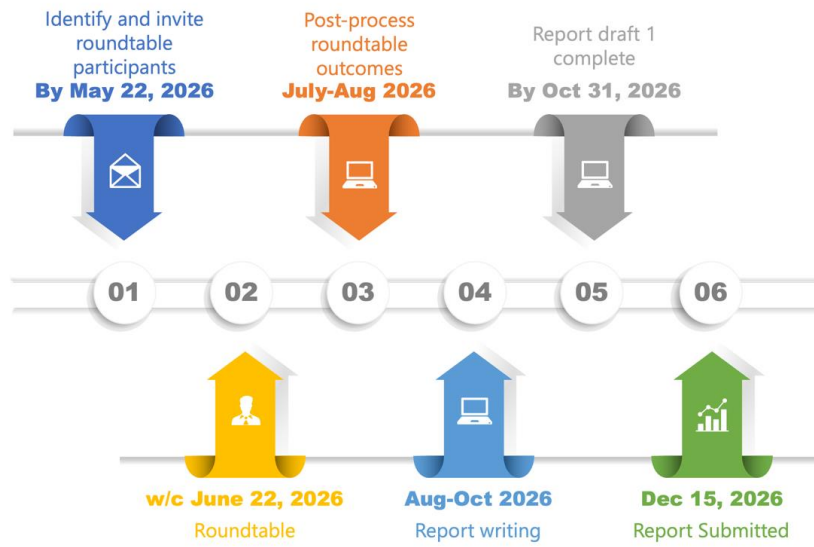 Identify and invite
roundtable
participants
By May 22, 2026
Post-process
roundtable
outcomes
July-Aug 2026
Report draft 1
complete
By Oct 31, 2026
01
02
03
04
05
06
w/c June 22, 2026
Roundtable
Aug-Oct 2026
Report writing
Dec 15, 2026
Report Submitted